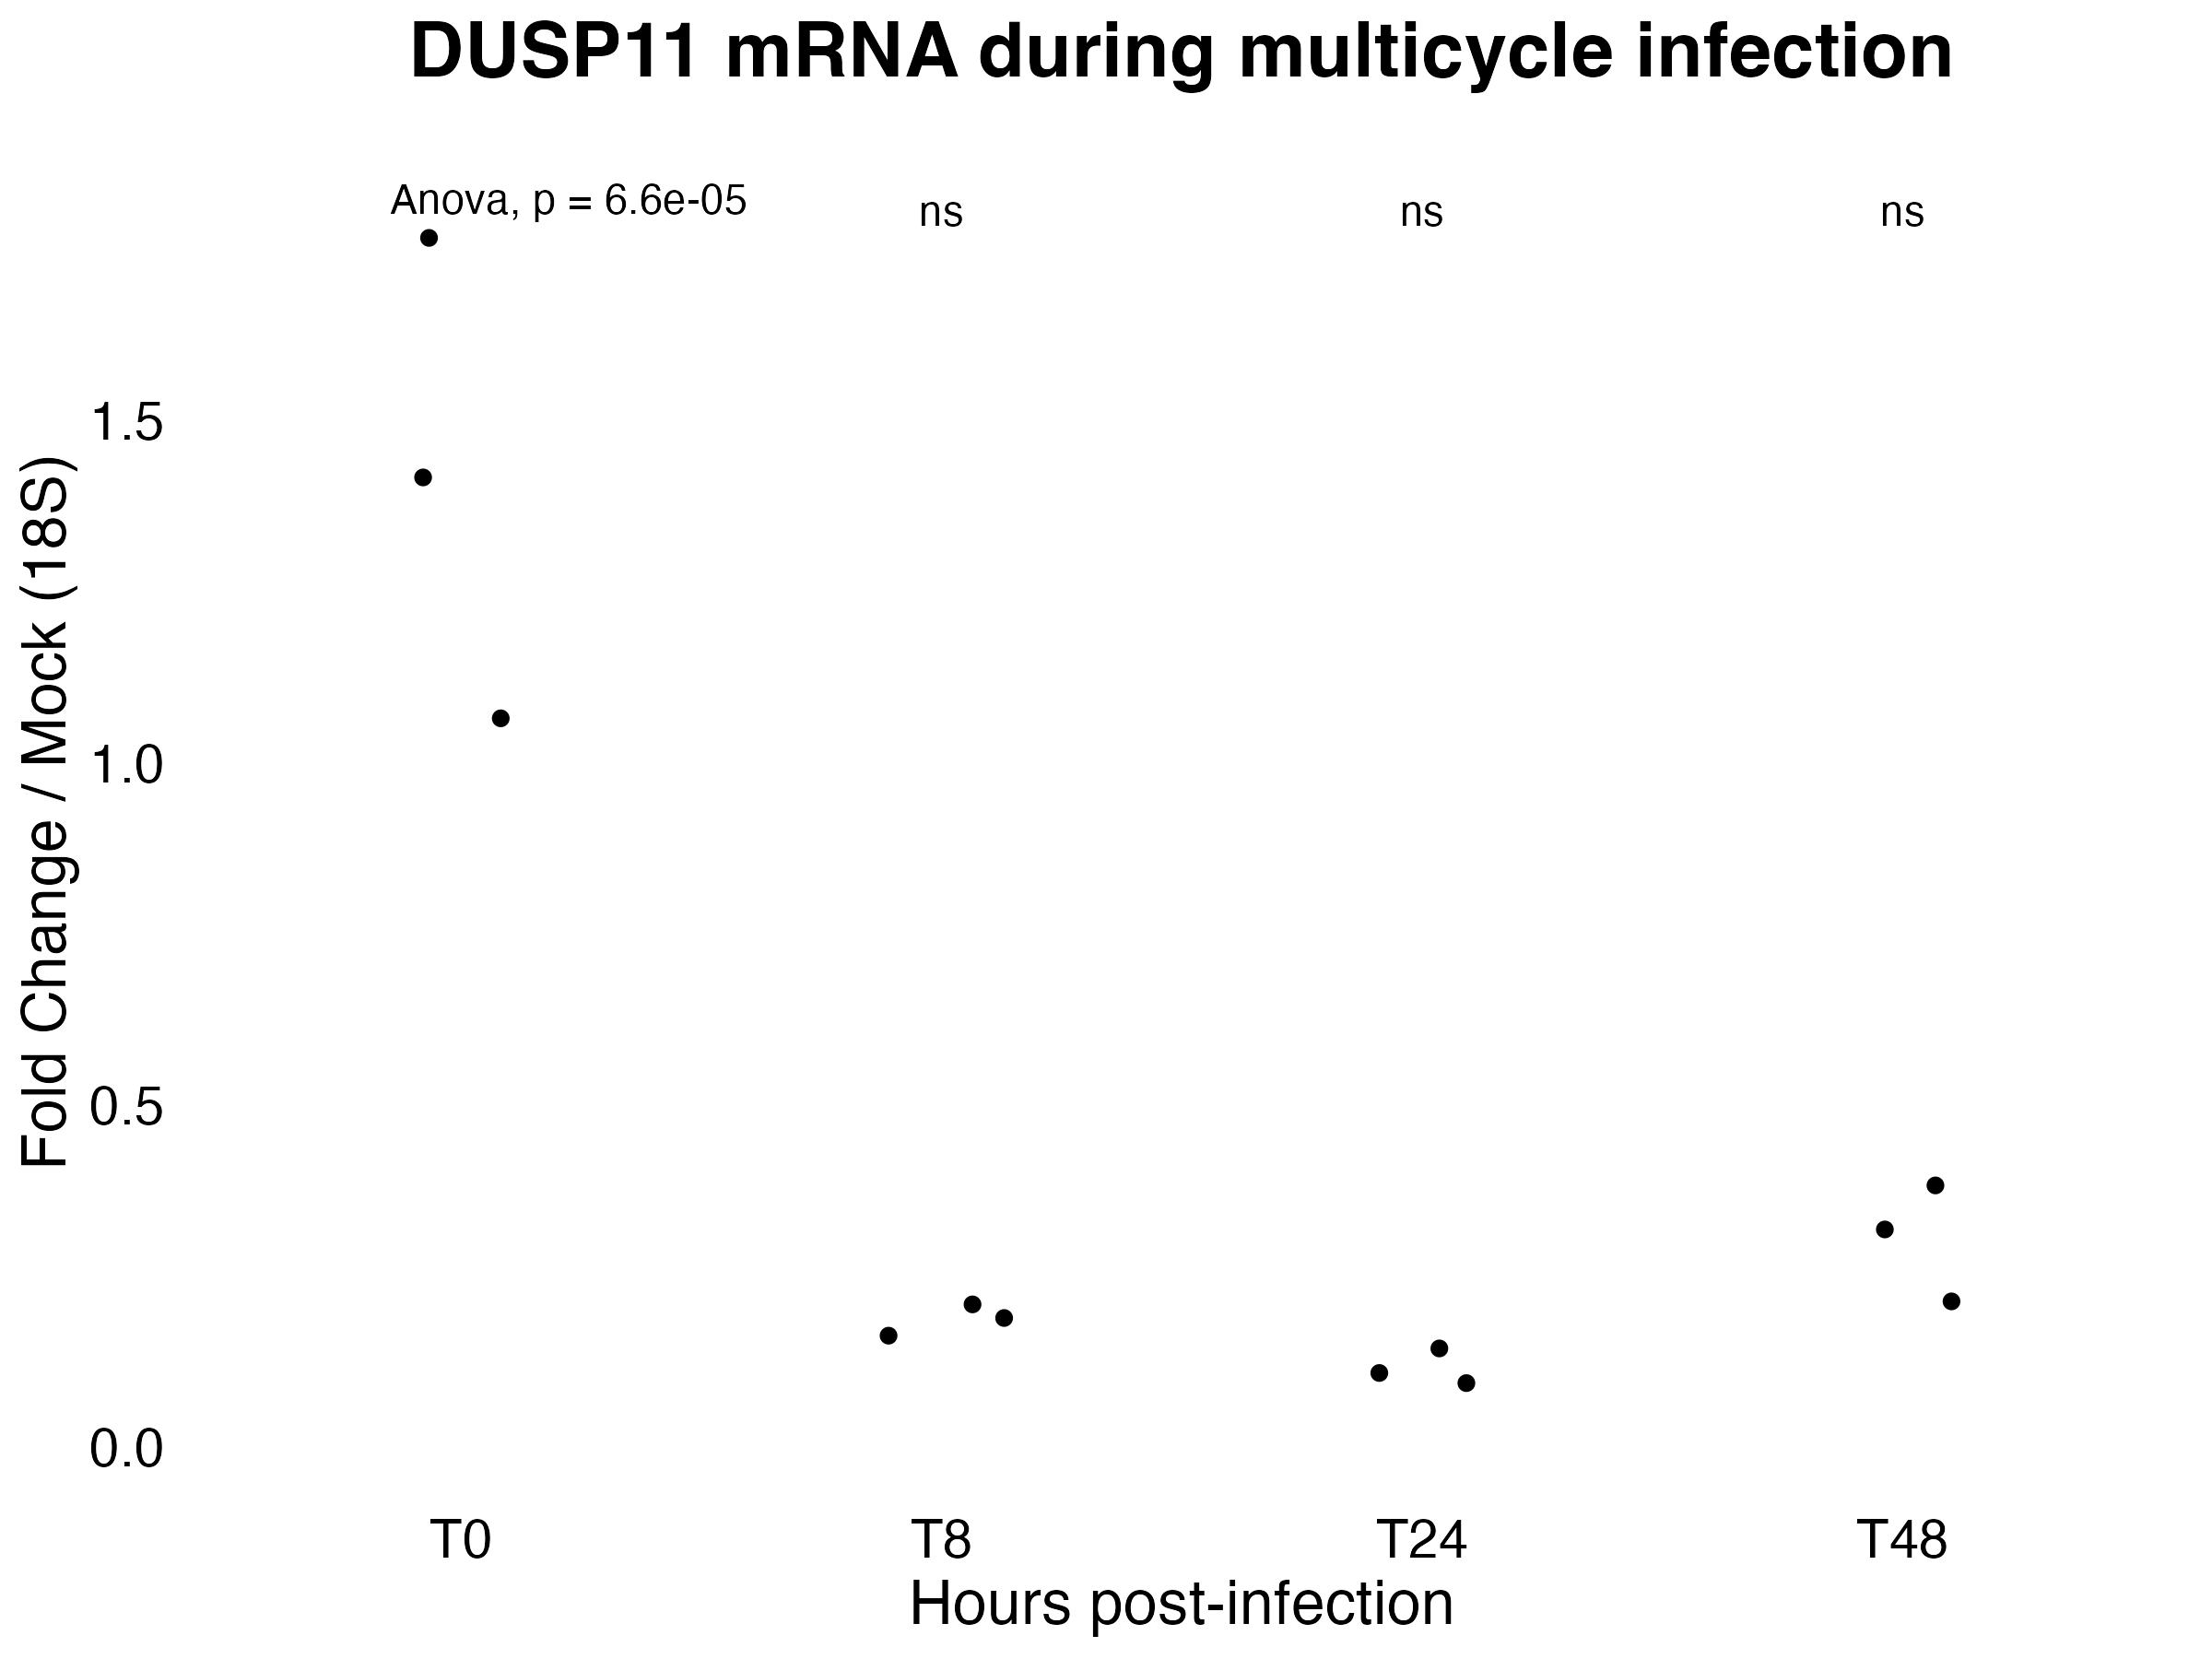 DUSP11 mRNA during multicycle infection
Anova, p = 6.6e-05
ns
ns
ns
Fold Change / Mock (18S)
1.5
1.0
0.5
0.0
T0
T8
T24
T48
Hours post-infection